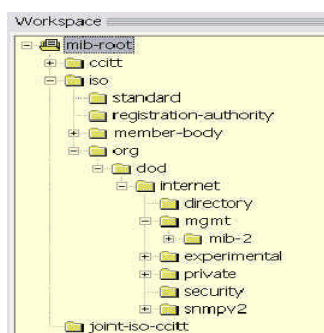 Workspace
mib-root
ccitt
iso
standard
registration-authority
member-body
org
dod
internet
directory
mgmt
mib-2
experimental
private
security
snmpv2
joint-iso-ccitt